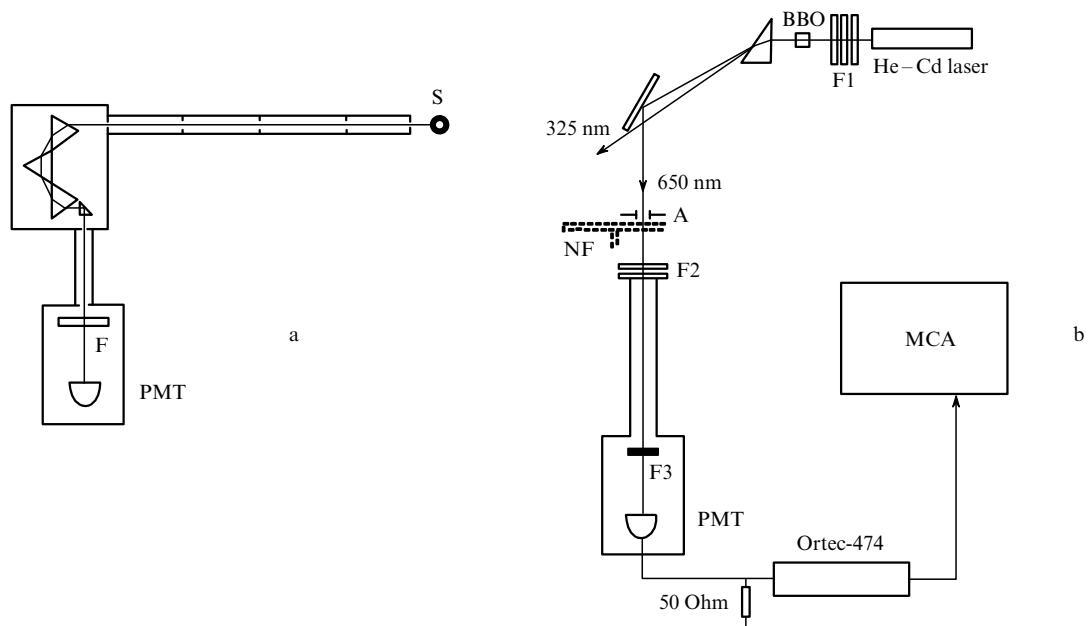 S
F
PMT
a
BBO
F1
He – Cd laser
325 nm
650 nm
A
NF
F2
F3
PMT
MCA
b
Ortec-474
50 Ohm